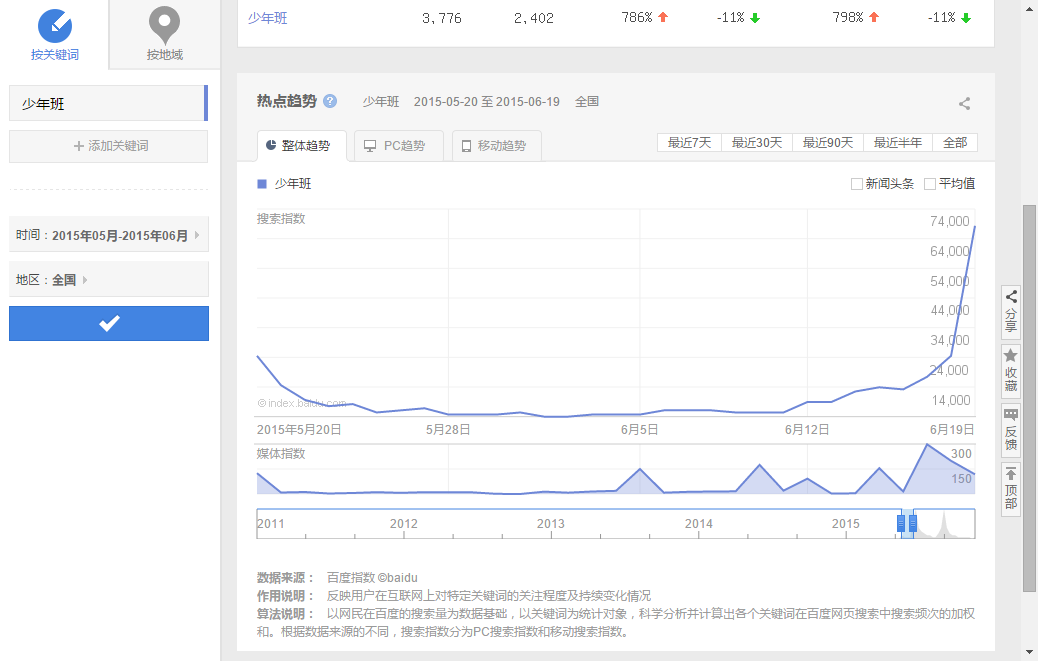 按关键词
按地域
少年班
+ 添加关键词
时间：2015年05月-2015年06月
地区：全国
少年班 3,776 2,402 786% -11% 798% -11%
热点趋势 ? 少年班 2015-05-20 至 2015-06-19 全国
整体趋势 PC趋势 移动趋势 最近7天 最近30天 最近90天 最近半年 全部
少年班 新闻头条 平均值
搜索指数
74,000
64,000
54,000
44,000
34,000
24,000
14,000
©index.baidu.com
2015年5月20日 5月28日 6月5日 6月12日 6月19日
媒体指数
300
150
2011 2012 2013 2014 2015
数据来源： 百度指数 ©baidu
作用说明： 反映用户在互联网上对特定关键词的关注程度及持续变化情况
算法说明： 以网民在百度的搜索量为数据基础，以关键词为统计对象，科学分析并计算出各个关键词在百度网页搜索中搜索频次的加权
和。根据数据来源的不同，搜索指数分为PC搜索指数和移动搜索指数。
分享
收藏
反馈
顶部